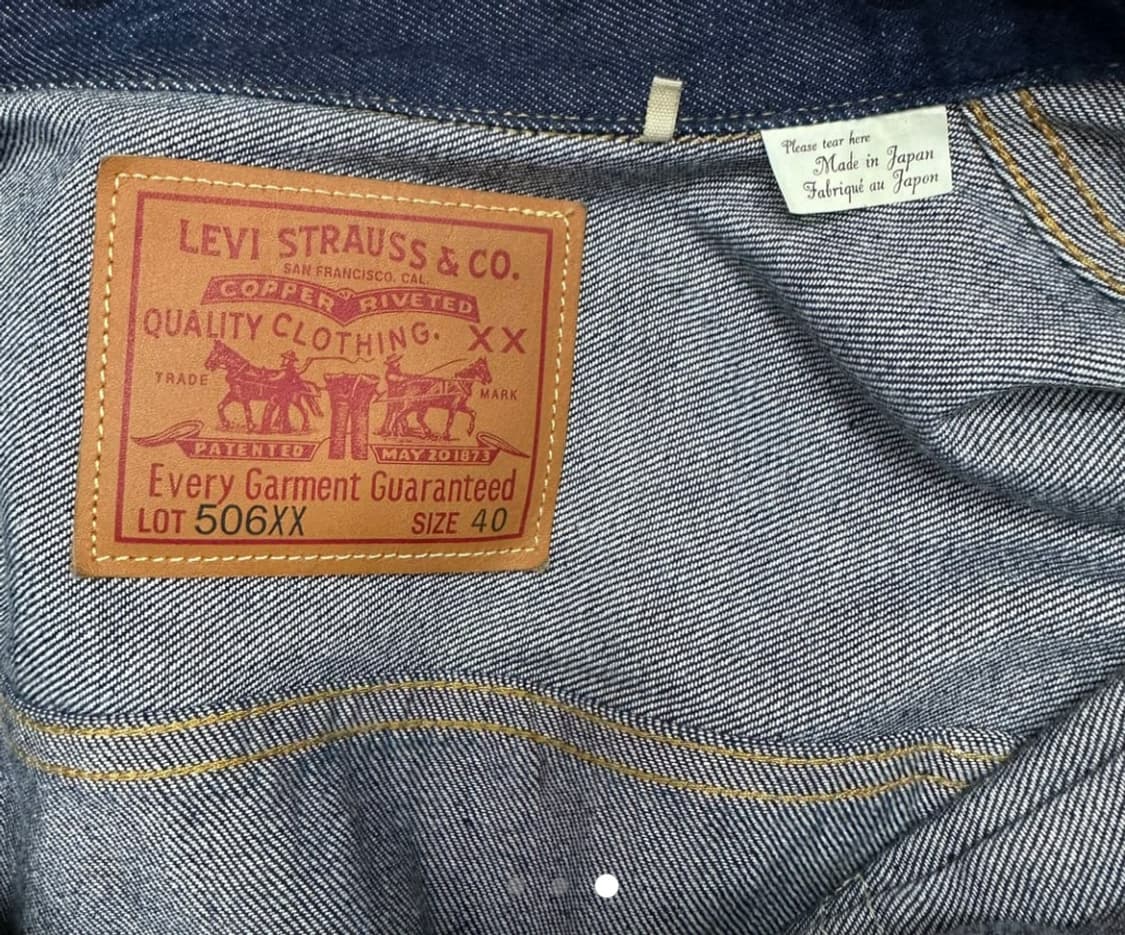 LEVI STRAUSS & CO.
SAN FRANCISCO, CAL.
COPPER RIVETED
QUALITY CLOTHING. XX
TRADE MARK
PATENTED MAY 20 1873
Every Garment Guaranteed
LOT 506XX SIZE 40
Please tear here
Made in Japan
Fabriqué au Japon